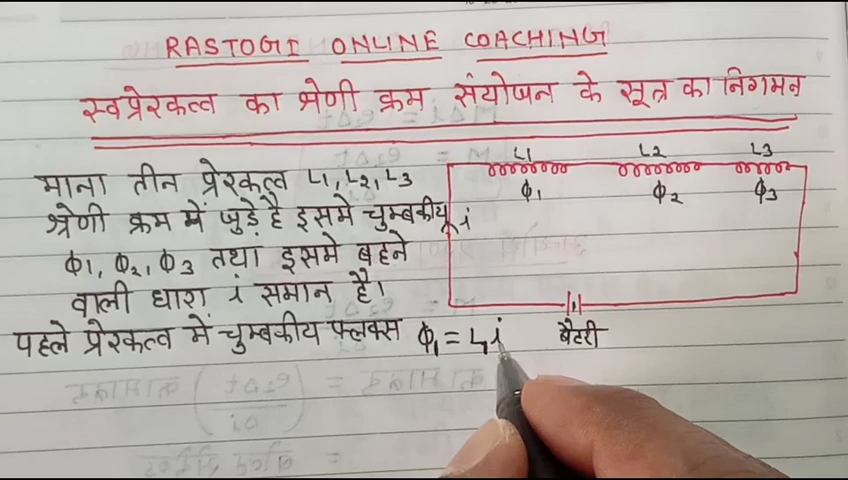 RASTOGI ONLINE COACHING
स्वप्रेरकत्व का श्रेणी क्रम संयोजन के सूत्र का निगमन
माना तीन प्रेरकत्व L1, L2, L3
श्रेणी क्रम में जुड़े है इसमे चुम्बकीय
Φ1, Φ2, Φ3 तथा इसमे बहने
वाली धारा i समान है।
पहले प्रेरकत्व में चुम्बकीय फ्लक्स Φ1 = L1i
L1 L2 L3
Φ1 Φ2 Φ3
i
बैटरी